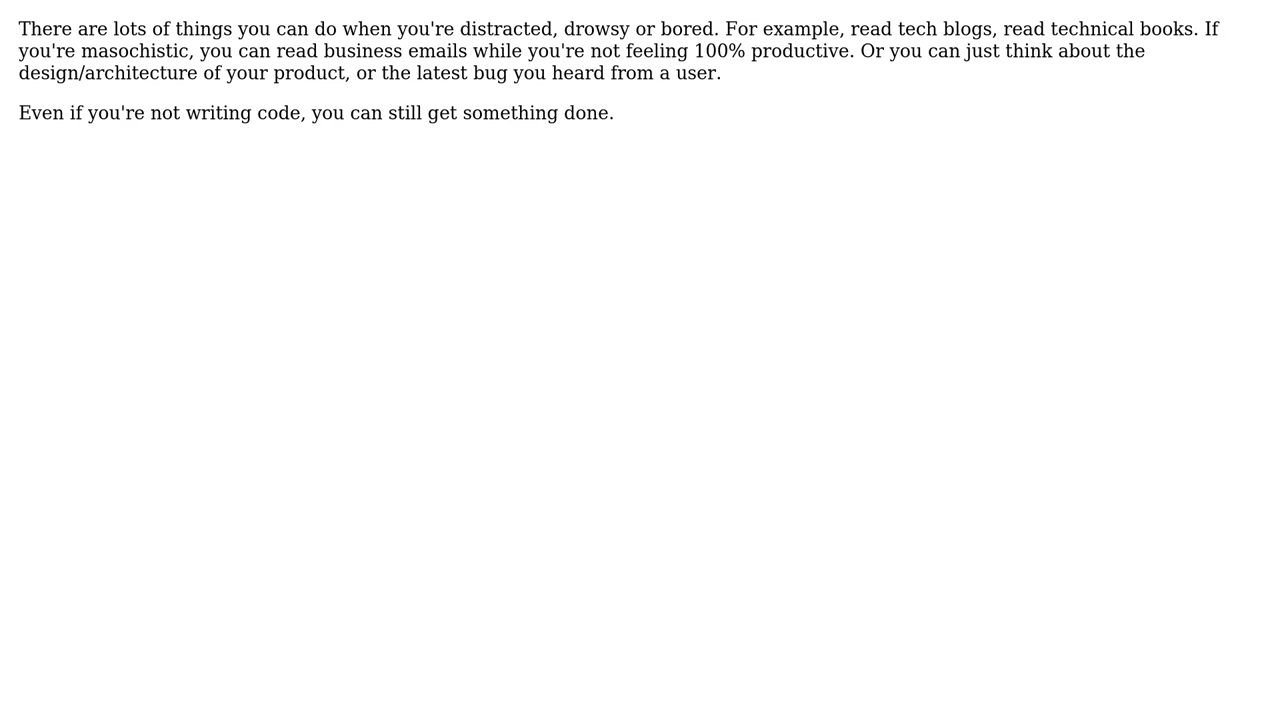 There are lots of things you can do when you're distracted, drowsy or bored. For example, read tech blogs, read technical books. If
you're masochistic, you can read business emails while you're not feeling 100% productive. Or you can just think about the
design/architecture of your product, or the latest bug you heard from a user.
Even if you're not writing code, you can still get something done.